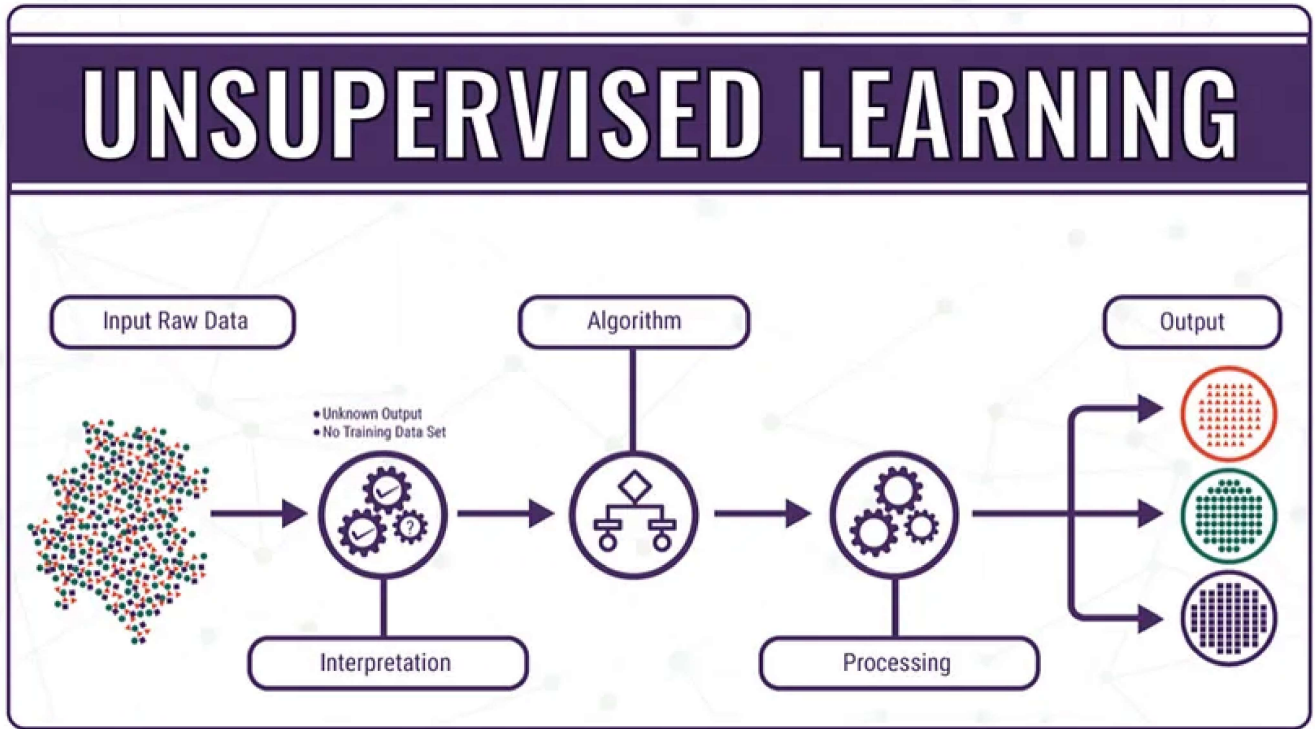 UNSUPERVISED LEARNING
Input Raw Data
Algorithm
Output
• Unknown Output
• No Training Data Set
?
Interpretation
Processing